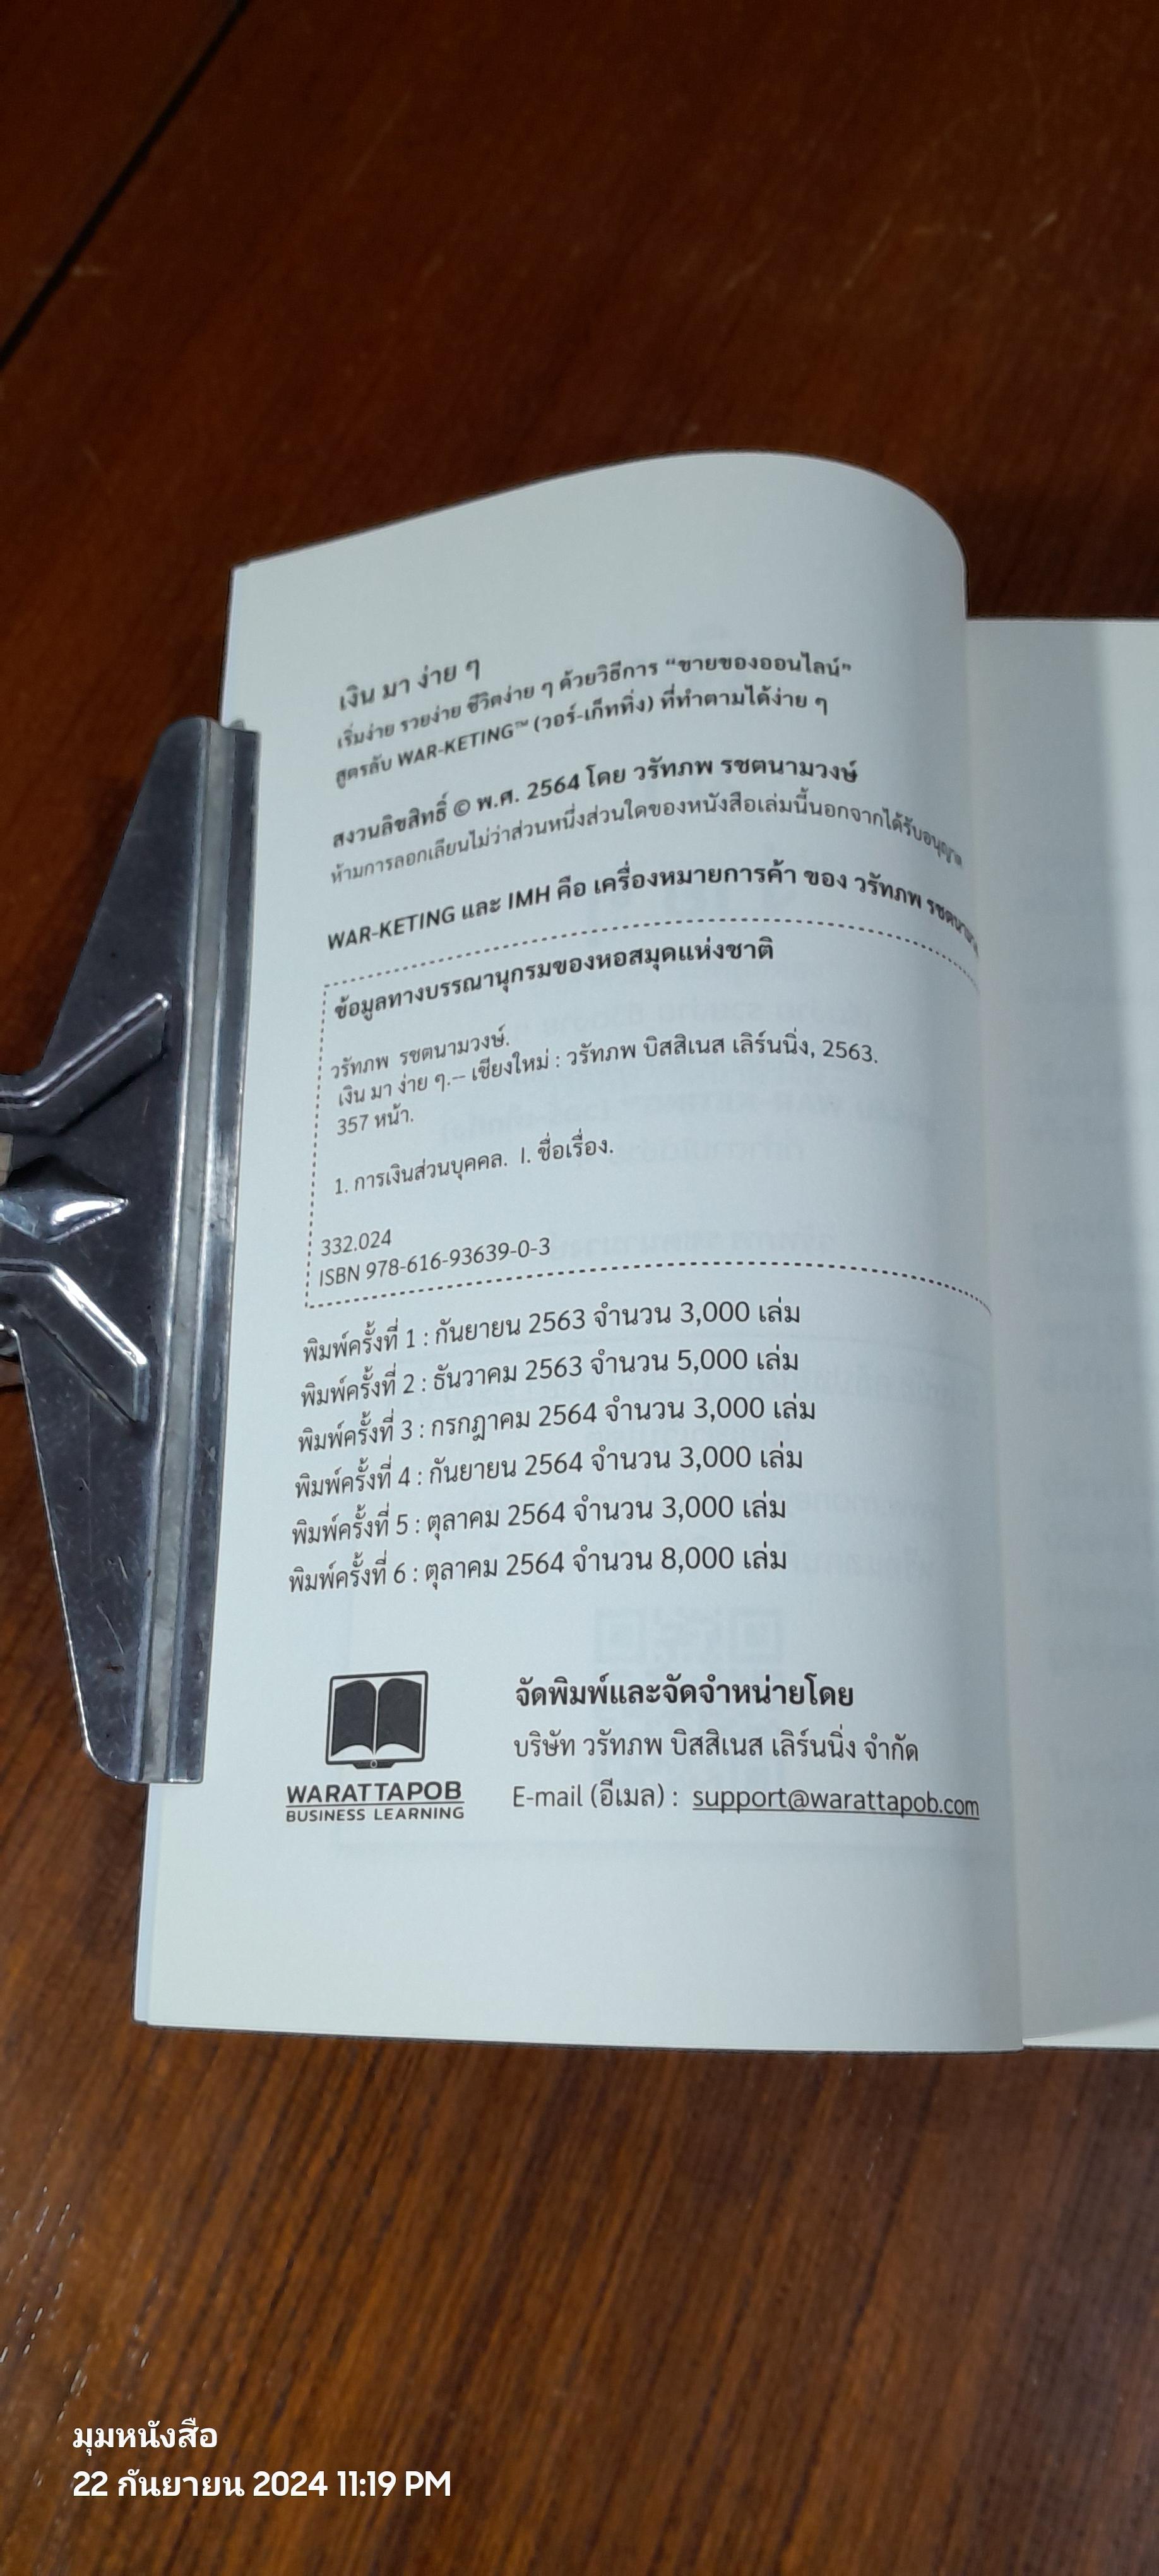 เงิน มา ง่าย ๆ
เริ่มง่าย รวยง่าย ชีวิตง่าย ๆ ด้วยวิธีการ “ขายของออนไลน์”
สูตรลับ WAR-KETING™ (วอร์-เก็ทติ่ง) ที่ทำตามได้ง่าย ๆ
สงวนลิขสิทธิ์ © พ.ศ. 2564 โดย วรัทภพ รชตนามวงษ์
ห้ามการลอกเลียนไม่ว่าส่วนหนึ่งส่วนใดของหนังสือเล่มนี้นอกจากได้รับอนุญาต
WAR-KETING และ IMH คือ เครื่องหมายการค้า ของ วรัทภพ
ข้อมูลทางบรรณานุกรมของหอสมุดแห่งชาติ
วรัทภพ รชตนามวงษ์.
เงิน มา ง่าย ๆ.-- เชียงใหม่ : วรัทภพ บิสสิเนส เลิร์นนิ่ง, 2563.
357 หน้า.
1. การเงินส่วนบุคคล. I. ชื่อเรื่อง.
332.024
ISBN 978-616-93639-0-3
พิมพ์ครั้งที่ 1 : กันยายน 2563 จำนวน 3,000 เล่ม
พิมพ์ครั้งที่ 2 : ธันวาคม 2563 จำนวน 5,000 เล่ม
พิมพ์ครั้งที่ 3 : กรกฎาคม 2564 จำนวน 3,000 เล่ม
พิมพ์ครั้งที่ 4 : กันยายน 2564 จำนวน 3,000 เล่ม
พิมพ์ครั้งที่ 5 : ตุลาคม 2564 จำนวน 3,000 เล่ม
พิมพ์ครั้งที่ 6 : ตุลาคม 2564 จำนวน 8,000 เล่ม
WARATTAPOB
BUSINESS LEARNING
จัดพิมพ์และจัดจำหน่ายโดย
บริษัท วรัทภพ บิสสิเนส เลิร์นนิ่ง จำกัด
E-mail (อีเมล) : support@warattapob.com
มุมหนังสือ
22 กันยายน 2024 11:19 PM